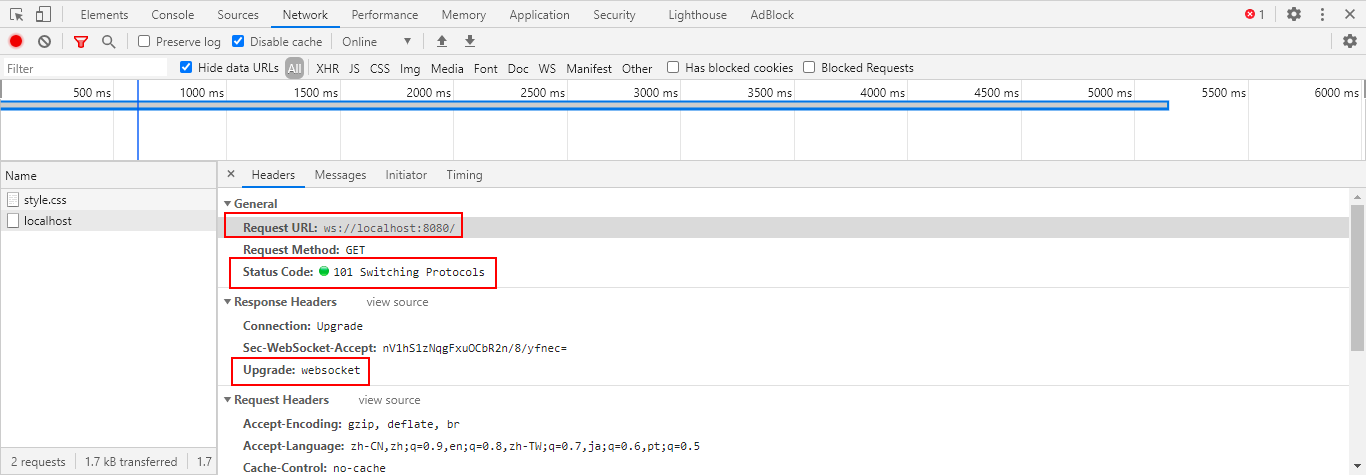 Elements Console Sources Network Performance Memory Application Security Lighthouse AdBlock 1
Preserve log Disable cache Online
Filter Hide data URLs All XHR JS CSS Img Media Font Doc WS Manifest Other Has blocked cookies Blocked Requests
500 ms 1000 ms 1500 ms 2000 ms 2500 ms 3000 ms 3500 ms 4000 ms 4500 ms 5000 ms 5500 ms 6000 ms
Name
style.css
localhost
2 requests 1.7 kB transferred 1.7
Headers Messages Initiator Timing
General
Request URL: ws://localhost:8080/
Request Method: GET
Status Code: 101 Switching Protocols
Response Headers view source
Connection: Upgrade
Sec-WebSocket-Accept: nV1hS1zNqgFxuOCbR2n/8/yfnec=
Upgrade: websocket
Request Headers view source
Accept-Encoding: gzip, deflate, br
Accept-Language: zh-CN,zh;q=0.9,en;q=0.8,zh-TW;q=0.7,ja;q=0.6,pt;q=0.5
Cache-Control: no-cache